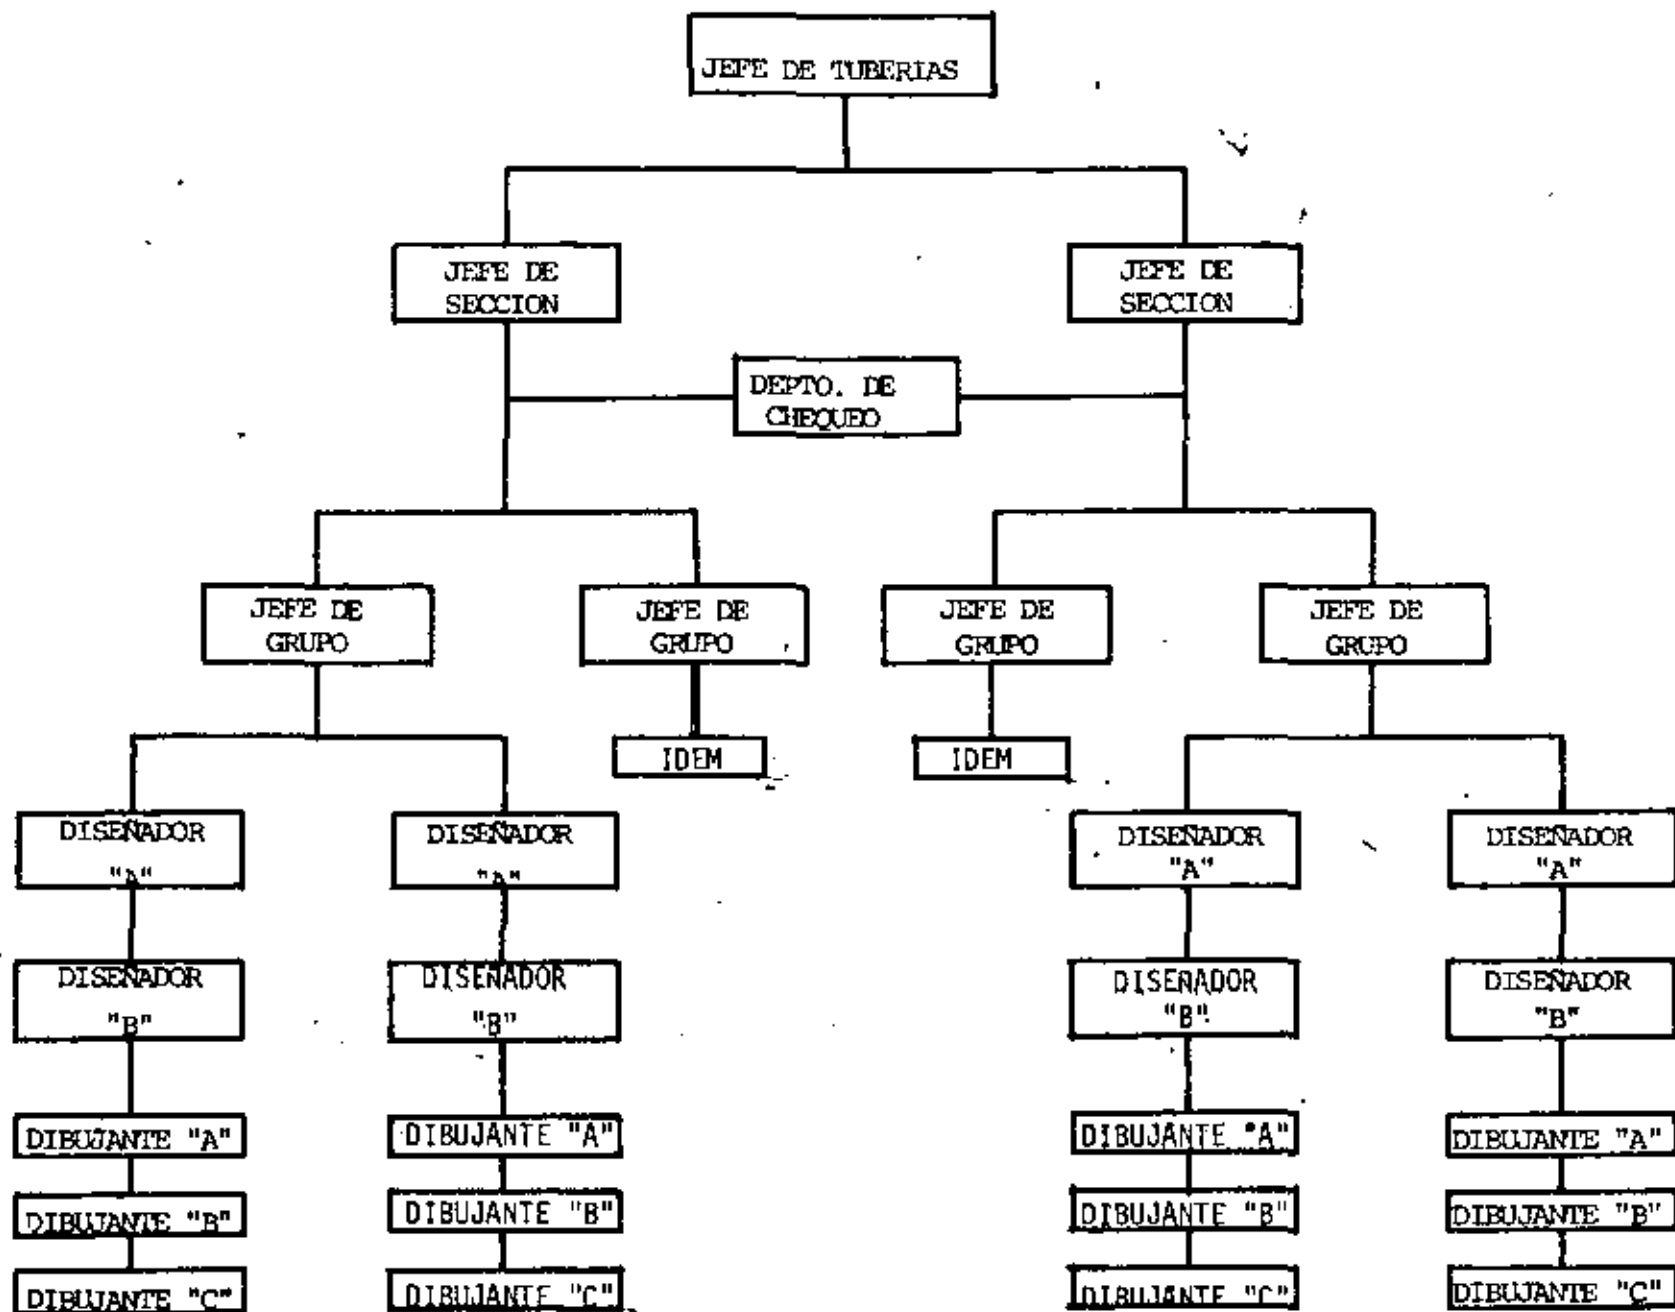 JEFE DE TUBERIAS
JEFE DE
SECCION
JEFE DE
SECCION
DEPTO. DE
CHEQUEO
JEFE DE
GRUPO
JEFE DE
GRUPO
JEFE DE
GRUPO
JEFE DE
GRUPO
IDEM
IDEM
DISEÑADOR
"A"
DISEÑADOR
"A"
DISEÑADOR
"A"
DISEÑADOR
"A"
DISEÑADOR
"B"
DISEÑADOR
"B"
DISEÑADOR
"B"
DISEÑADOR
"B"
DIBUJANTE "A"
DIBUJANTE "A"
DIBUJANTE "A"
DIBUJANTE "A"
DIBUJANTE "B"
DIBUJANTE "B"
DIBUJANTE "B"
DIBUJANTE "B"
DIBUJANTE "C"
DIBUJANTE "C"
DIBUJANTE "C"
DIBUJANTE "C"